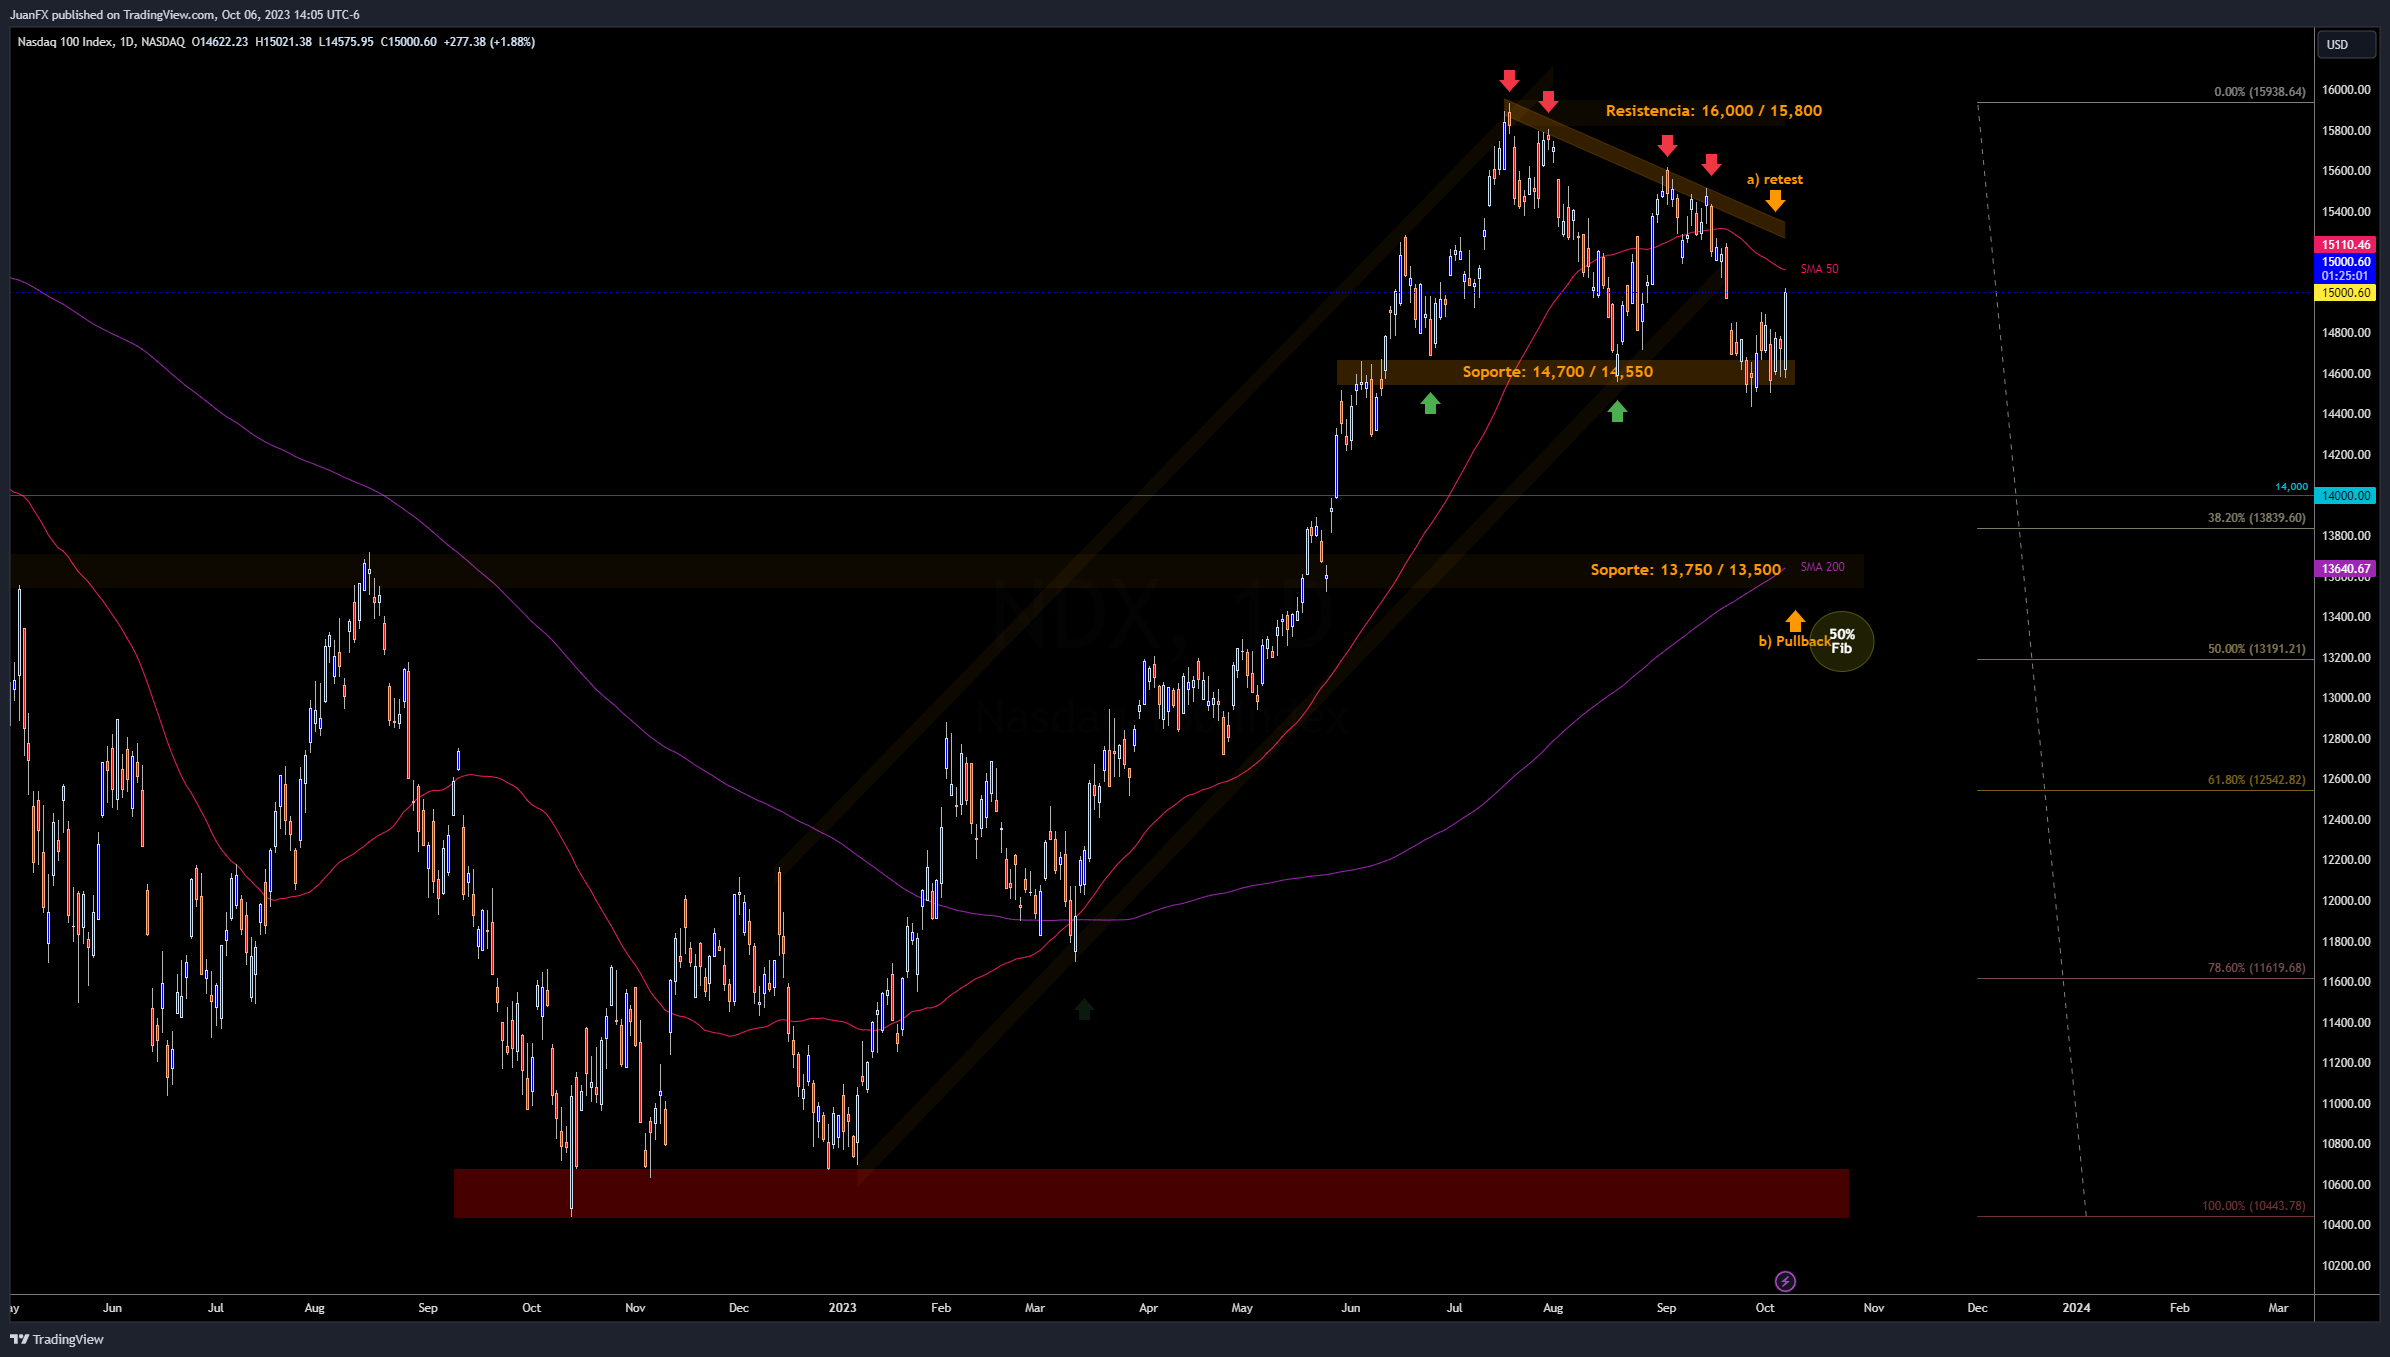 JuanFX published on TradingView.com, Oct 06, 2023 14:05 UTC-6
Nasdaq 100 Index, 1D, NASDAQ O14622.23 H15021.38 L14575.95 C15000.60 +277.38 (+1.88%)
USD
0.00% (15938.64)
16000.00
Resistencia: 16,000 / 15,800
15800.00
15600.00
a) retest
15400.00
15110.46
15000.60
01:25:01
SMA 50
15000.60
14800.00
Soporte: 14,700 / 14,550
14600.00
14400.00
14200.00
14,000
14000.00
38.20% (13839.60)
13800.00
Soporte: 13,750 / 13,500
SMA 200
13640.67
13600.00
NDX, 1D
13400.00
b) Pullback
50%
Fib
50.00% (13191.21)
13200.00
13000.00
Nasdaq 100 Index
12800.00
61.80% (12542.82)
12600.00
12400.00
12200.00
12000.00
11800.00
78.60% (11619.68)
11600.00
11400.00
11200.00
11000.00
10800.00
10600.00
100.00% (10443.78)
10400.00
10200.00
ay Jun Jul Aug Sep Oct Nov Dec 2023 Feb Mar Apr May Jun Jul Aug Sep Oct Nov Dec 2024 Feb Mar
TradingView